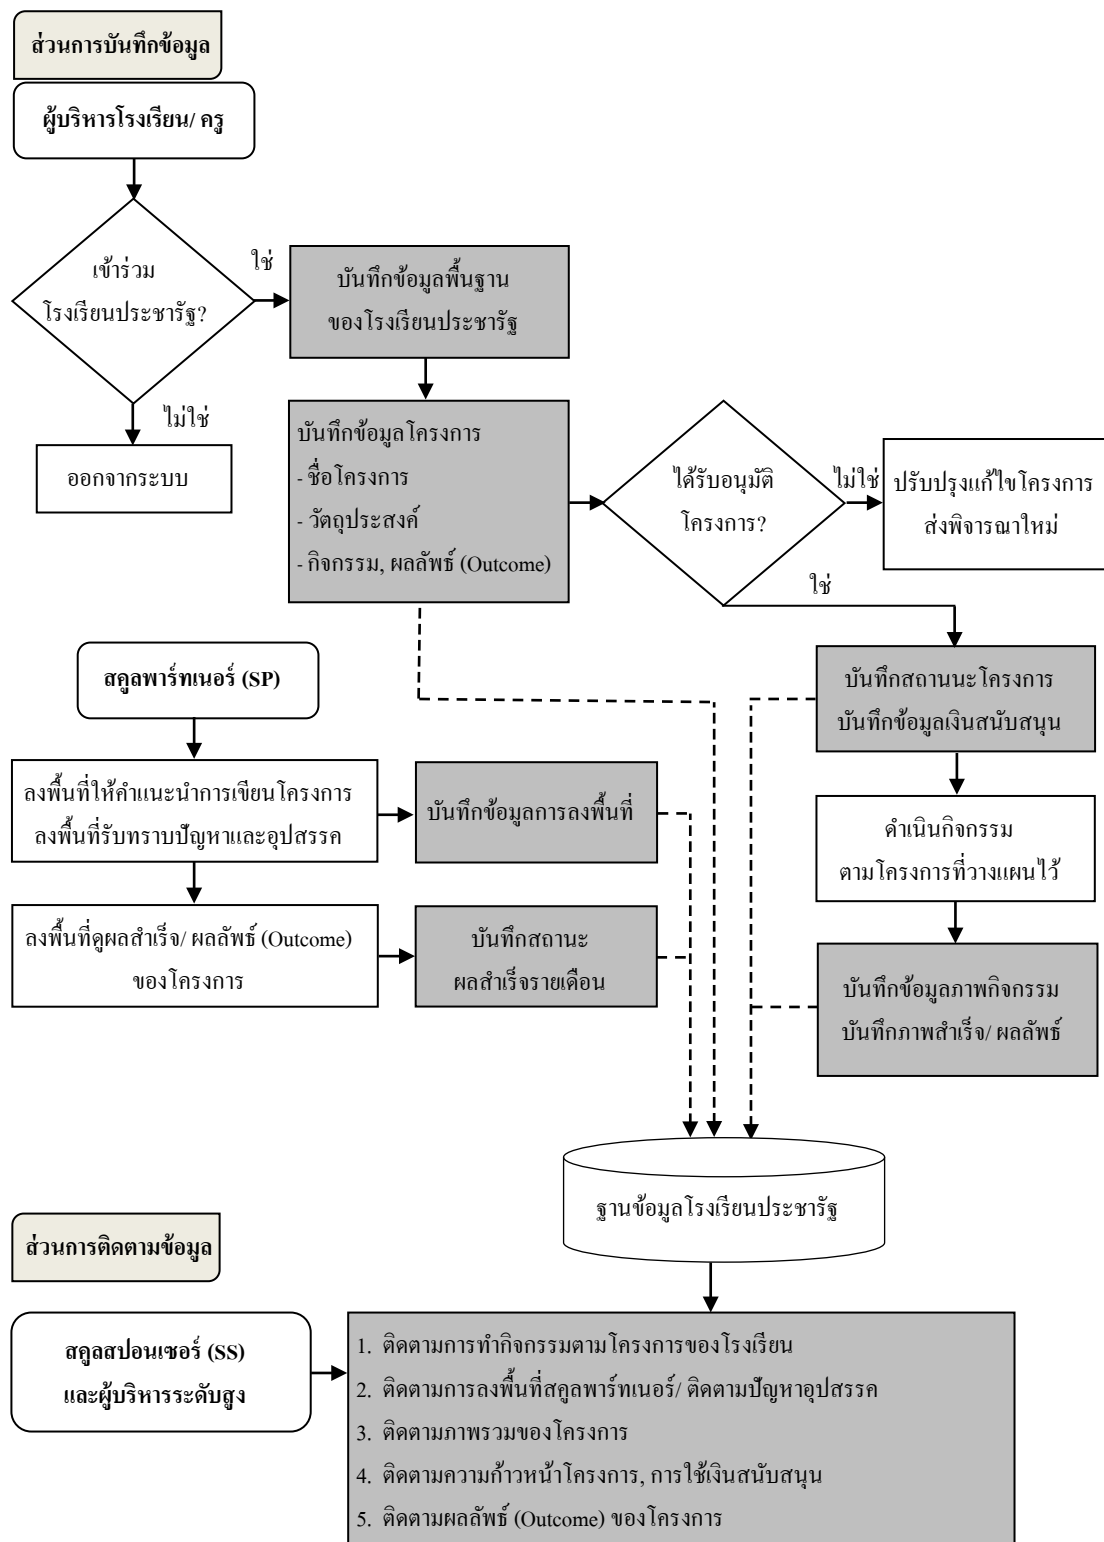 ส่วนการบันทึกข้อมูล
ผู้บริหารโรงเรียน/ ครู
เข้าร่วม
โรงเรียนประชารัฐ?
ใช่
บันทึกข้อมูลพื้นฐาน
ของโรงเรียนประชารัฐ
ไม่ใช่
ออกจากระบบ
บันทึกข้อมูลโครงการ
- ชื่อโครงการ
- วัตถุประสงค์
- กิจกรรม, ผลลัพธ์ (Outcome)
ได้รับอนุมัติ
โครงการ?
ไม่ใช่
ปรับปรุงแก้ไขโครงการ
ส่งพิจารณาใหม่
ใช่
บันทึกสถานนะโครงการ
บันทึกข้อมูลเงินสนับสนุน
สคูลพาร์ทเนอร์ (SP)
ลงพื้นที่ให้คำแนะนำการเขียนโครงการ
ลงพื้นที่รับทราบปัญหาและอุปสรรค
บันทึกข้อมูลการลงพื้นที่
ดำเนินกิจกรรม
ตามโครงการที่วางแผนไว้
ลงพื้นที่ดูผลสำเร็จ/ ผลลัพธ์ (Outcome)
ของโครงการ
บันทึกสถานะ
ผลสำเร็จรายเดือน
บันทึกข้อมูลภาพกิจกรรม
บันทึกภาพสำเร็จ/ ผลลัพธ์
ฐานข้อมูลโรงเรียนประชารัฐ
ส่วนการติดตามข้อมูล
สคูลสปอนเซอร์ (SS)
และผู้บริหารระดับสูง
1. ติดตามการทำกิจกรรมตามโครงการของโรงเรียน
2. ติดตามการลงพื้นที่สคูลพาร์ทเนอร์/ ติดตามปัญหาอุปสรรค
3. ติดตามภาพรวมของโครงการ
4. ติดตามความก้าวหน้าโครงการ, การใช้เงินสนับสนุน
5. ติดตามผลลัพธ์ (Outcome) ของโครงการ